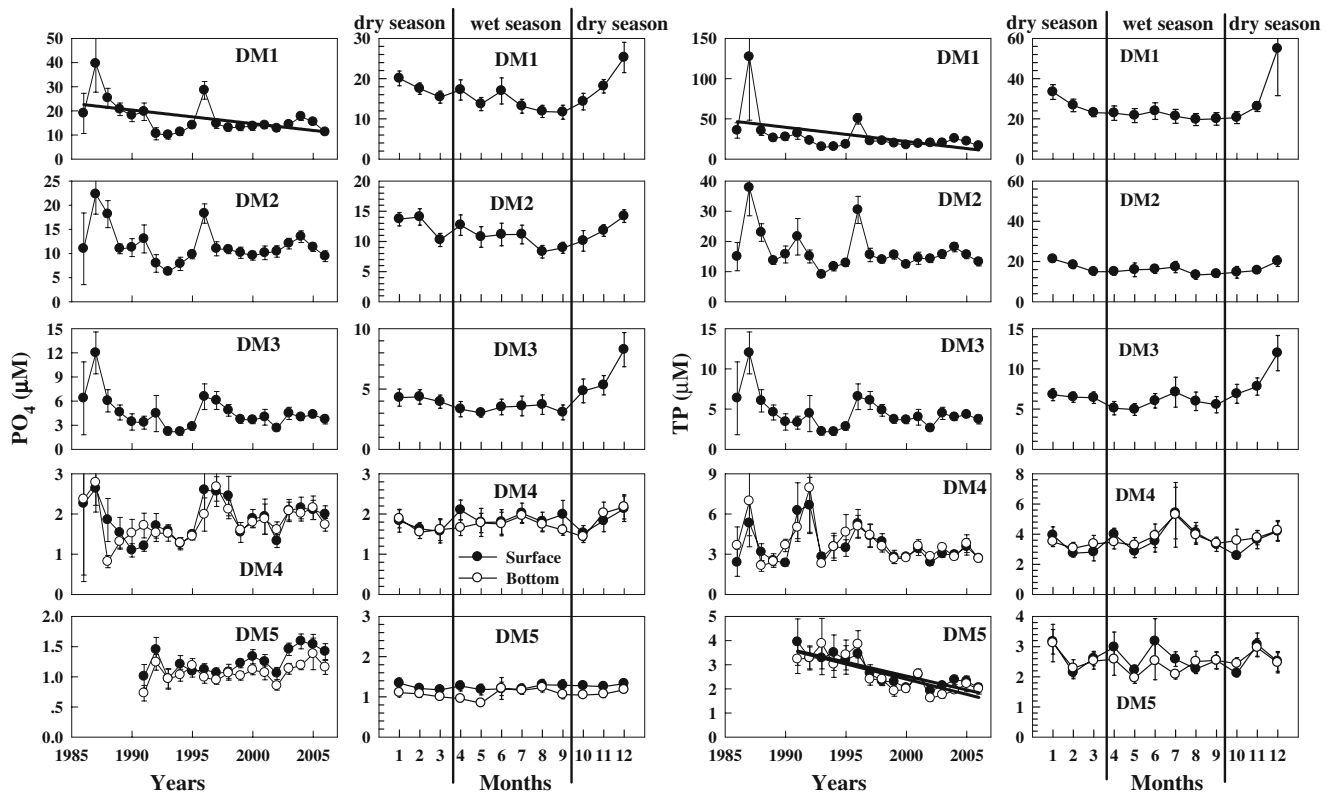 dry season wet season dry season dry season wet season dry season
50 40 30 20 10 0 DM1
30 20 10 0 DM1
150 100 50 0 DM1
60 40 20 0 DM1
25 20 15 10 5 0 DM2
20 15 10 5 0 DM2
40 30 20 10 0 DM2
60 40 20 0 DM2
PO4 (μM)
15 12 9 6 3 0 DM3
10 5 0 DM3
TP (μM)
15 10 5 0 DM3
15 10 5 0 DM3
3 2 1 0 DM4
3 2 1 0 DM4
Surface
Bottom
9 6 3 0 DM4
8 6 4 2 0 DM4
2.0 1.5 1.0 0.5 0.0 DM5
3 2 1 0 DM5
5 4 3 2 1 0 DM5
4 3 2 1 0 DM5
1985 1990 1995 2000 2005
1 2 3 4 5 6 7 8 9 10 11 12
1985 1990 1995 2000 2005
1 2 3 4 5 6 7 8 9 10 11 12
Years Months Years Months